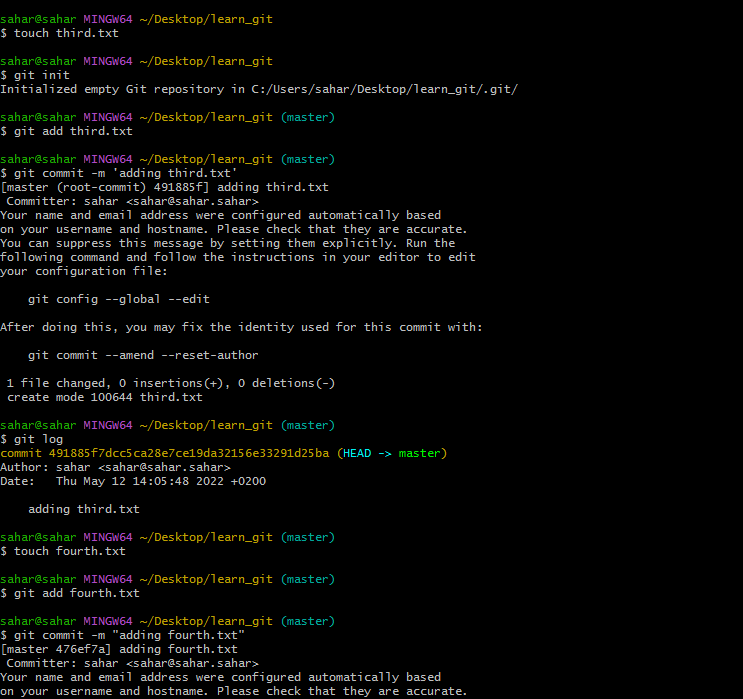 sahar@sahar MINGW64 ~/Desktop/learn_git
$ touch third.txt
sahar@sahar MINGW64 ~/Desktop/learn_git
$ git init
Initialized empty Git repository in C:/Users/sahar/Desktop/learn_git/.git/
sahar@sahar MINGW64 ~/Desktop/learn_git (master)
$ git add third.txt
sahar@sahar MINGW64 ~/Desktop/learn_git (master)
$ git commit -m 'adding third.txt'
[master (root-commit) 491885f] adding third.txt
 Committer: sahar <sahar@sahar.sahar>
Your name and email address were configured automatically based
on your username and hostname. Please check that they are accurate.
You can suppress this message by setting them explicitly. Run the
following command and follow the instructions in your editor to edit
your configuration file:
    git config --global --edit
After doing this, you may fix the identity used for this commit with:
    git commit --amend --reset-author
 1 file changed, 0 insertions(+), 0 deletions(-)
 create mode 100644 third.txt
sahar@sahar MINGW64 ~/Desktop/learn_git (master)
$ git log
commit 491885f7dcc5ca28e7ce19da32156e33291d25ba (HEAD -> master)
Author: sahar <sahar@sahar.sahar>
Date:   Thu May 12 14:05:48 2022 +0200
    adding third.txt
sahar@sahar MINGW64 ~/Desktop/learn_git (master)
$ touch fourth.txt
sahar@sahar MINGW64 ~/Desktop/learn_git (master)
$ git add fourth.txt
sahar@sahar MINGW64 ~/Desktop/learn_git (master)
$ git commit -m "adding fourth.txt"
[master 476ef7a] adding fourth.txt
 Committer: sahar <sahar@sahar.sahar>
Your name and email address were configured automatically based
on your username and hostname. Please check that they are accurate.